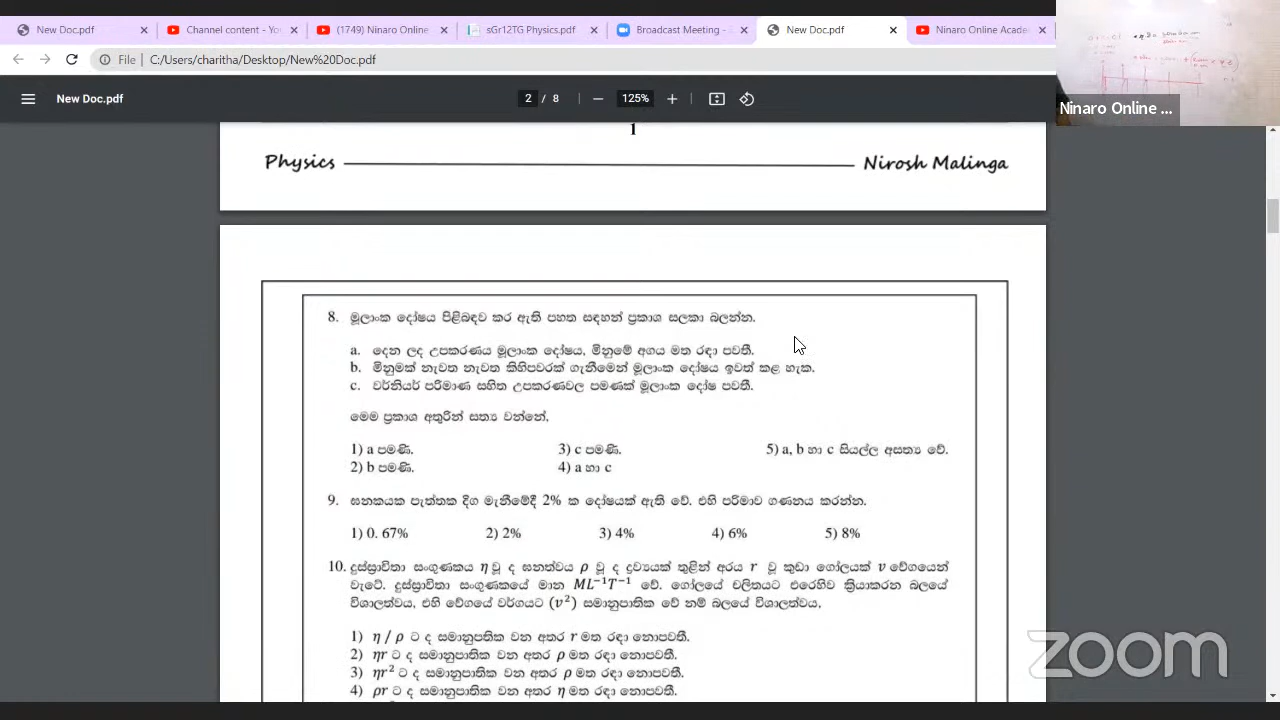 New Doc.pdf
Channel content - You
(1749) Ninaro Online
sGr12TG Physics.pdf
Broadcast Meeting -
New Doc.pdf
Ninaro Online Acade
File
C:/Users/charitha/Desktop/New%20Doc.pdf
New Doc.pdf
2 / 8
125%
Ninaro Online ...
1
Physics
Nirosh Malinga
8. මූලාංක දෝෂය පිළිබඳව කර ඇති පහත සඳහන් ප්‍රකාශ සලකා බලන්න.
a. දෙන ලද උපකරණය මූලාංක දෝෂය, මිනුමේ අගය මත රඳා පවතී.
b. මිනුමක් නැවත නැවත කිහිපවරක් ගැනීමෙන් මූලාංක දෝෂය ඉවත් කළ හැක.
c. වර්නියර් පරිමාණ සහිත උපකරණවල පමණක් මූලාංක දෝෂ පවතී.
මෙම ප්‍රකාශ අතුරින් සත්‍ය වන්නේ,
1) a පමණි. 3) c පමණි. 5) a, b හා c සියල්ල අසත්‍ය වේ.
2) b පමණි. 4) a හා c
9. ඝනකයක පැත්තක දිග මැනීමේදී 2% ක දෝෂයක් ඇති වේ. එහි පරිමාව ගණනය කරන්න.
1) 0. 67% 2) 2% 3) 4% 4) 6% 5) 8%
10. දුස්ස්‍රාවිතා සංගුණකය η වූ ද ඝනත්වය ρ වූ ද ද්‍රව්‍යයක් තුළින් අරය r වූ කුඩා ගෝලයක් v වේගයෙන්
වැටේ. දුස්ස්‍රාවිතා සංගුණකයේ මාන ML⁻¹T⁻¹ වේ. ගෝලයේ චලිතයට එරෙහිව ක්‍රියාකරන බලයේ
විශාලත්වය, එහි වේගයේ වර්ගයට (v²) සමානුපාතික වේ නම් බලයේ විශාලත්වය,
1) η / ρ ට ද සමානුපතික වන අතර r මත රඳා නොපවතී.
2) ηr ට ද සමානුපාතික වන අතර ρ මත රඳා නොපවතී.
3) ηr² ට ද සමානුපාතික වන අතර ρ මත රඳා නොපවතී.
4) ρr ට ද සමානුපාතික වන අතර η මත රඳා නොපවතී.
zoom